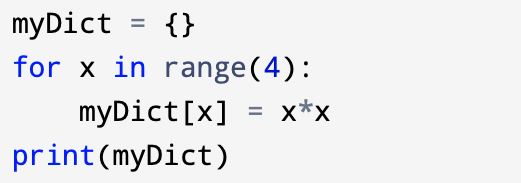 myDict = {}
for x in range(4):
    myDict[x] = x*x
print(myDict)